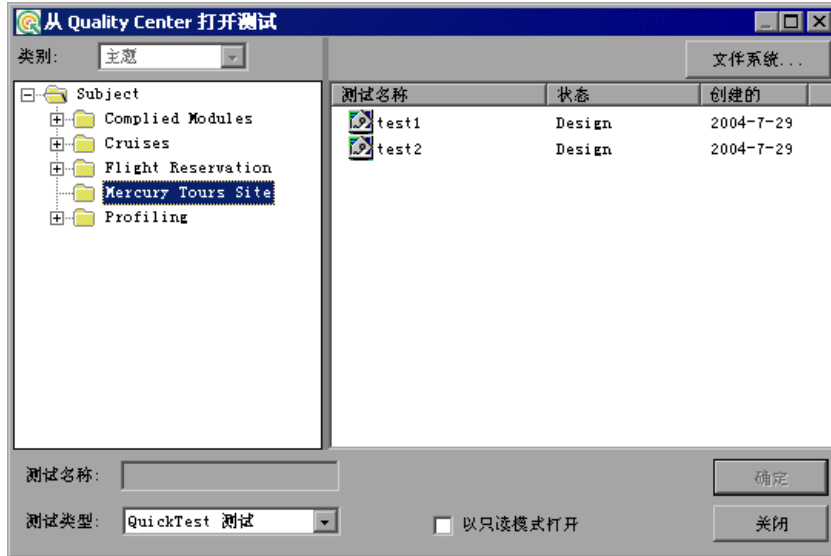 从 Quality Center 打开测试
类别: 主题
文件系统...
Subject
Complied Modules
Cruises
Flight Reservation
Mercury Tours Site
Profiling
测试名称 状态 创建的
test1 Design 2004-7-29
test2 Design 2004-7-29
测试名称:
确定
测试类型: QuickTest 测试
以只读模式打开
关闭